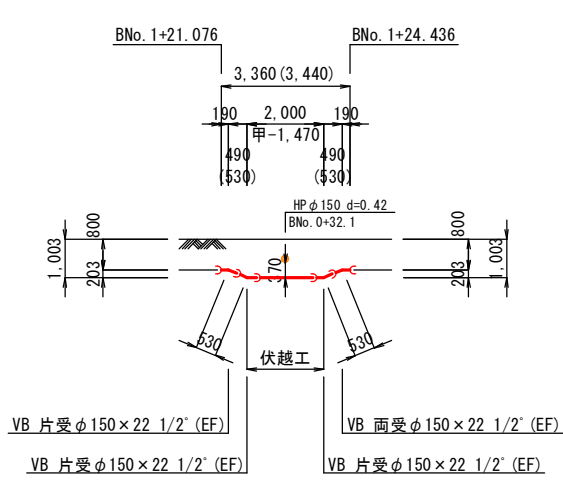 BNo. 1+21.076
BNo. 1+24.436
3,360(3,440)
190
2,000
190
甲-1,470
490
(530)
490
(530)
HPφ150 d=0.42
BNo. 0+32.1
800
1,003
203
370
800
1,003
203
530
530
伏越工
VB 片受φ150×22 1/2°(EF)
VB 両受φ150×22 1/2°(EF)
VB 片受φ150×22 1/2°(EF)
VB 片受φ150×22 1/2°(EF)